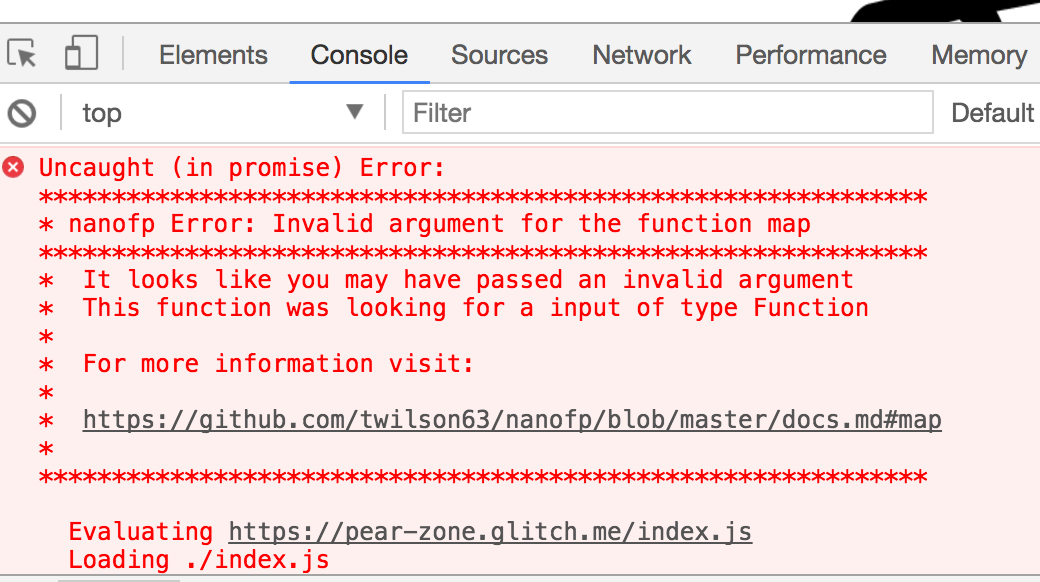 Elements Console Sources Network Performance Memory
top Filter Default
Uncaught (in promise) Error:
*************************************************************
* nanofp Error: Invalid argument for the function map
*************************************************************
*  It looks like you may have passed an invalid argument
*  This function was looking for a input of type Function
*
*  For more information visit:
*
*  https://github.com/twilson63/nanofp/blob/master/docs.md#map
*
*************************************************************
Evaluating https://pear-zone.glitch.me/index.js
Loading ./index.js